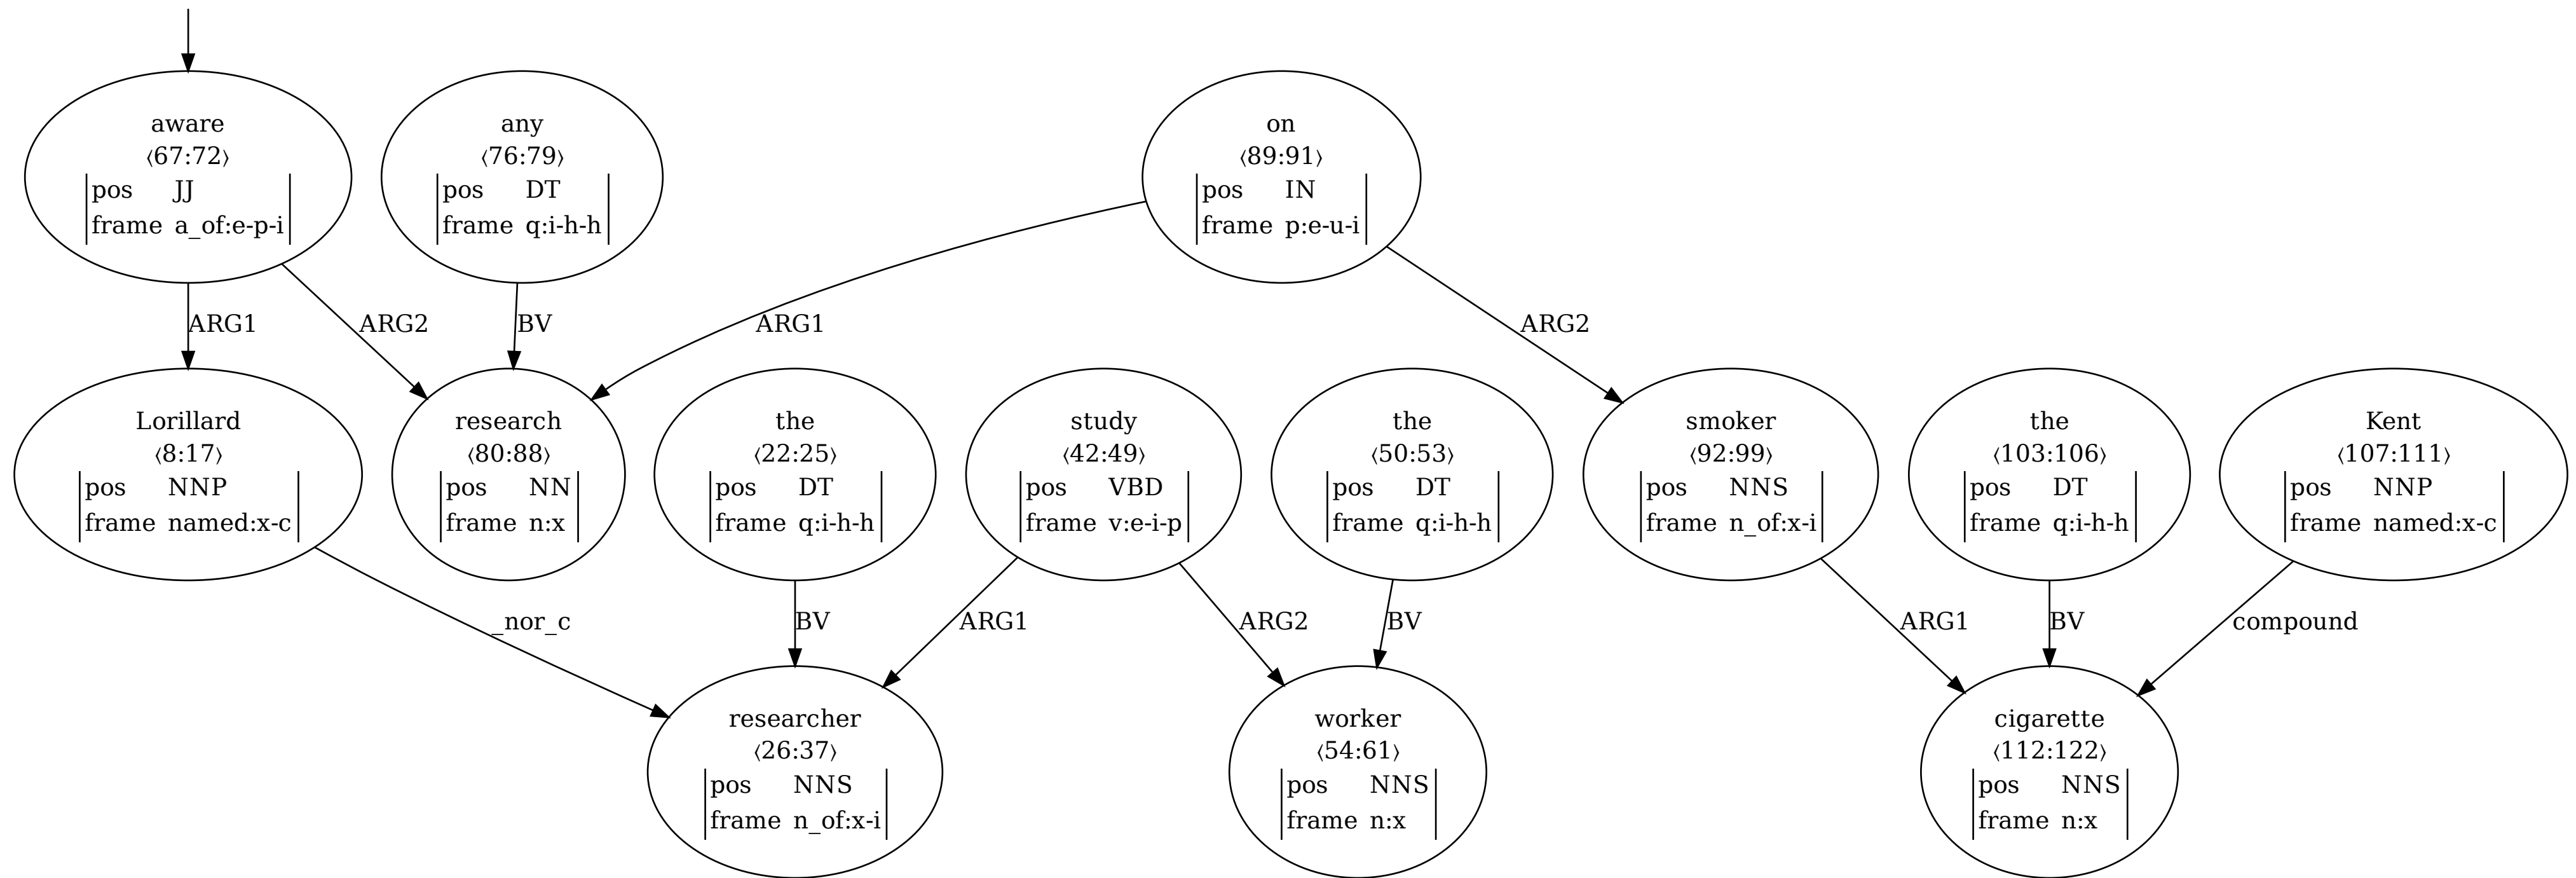 aware
⟨67:72⟩
pos JJ
frame a_of:e-p-i
any
⟨76:79⟩
pos DT
frame q:i-h-h
on
⟨89:91⟩
pos IN
frame p:e-u-i
ARG1
ARG2
BV
ARG1
ARG2
Lorillard
⟨8:17⟩
pos NNP
frame named:x-c
research
⟨80:88⟩
pos NN
frame n:x
the
⟨22:25⟩
pos DT
frame q:i-h-h
study
⟨42:49⟩
pos VBD
frame v:e-i-p
the
⟨50:53⟩
pos DT
frame q:i-h-h
smoker
⟨92:99⟩
pos NNS
frame n_of:x-i
the
⟨103:106⟩
pos DT
frame q:i-h-h
Kent
⟨107:111⟩
pos NNP
frame named:x-c
_nor_c
BV
ARG1
ARG2
BV
ARG1
BV
compound
researcher
⟨26:37⟩
pos NNS
frame n_of:x-i
worker
⟨54:61⟩
pos NNS
frame n:x
cigarette
⟨112:122⟩
pos NNS
frame n:x